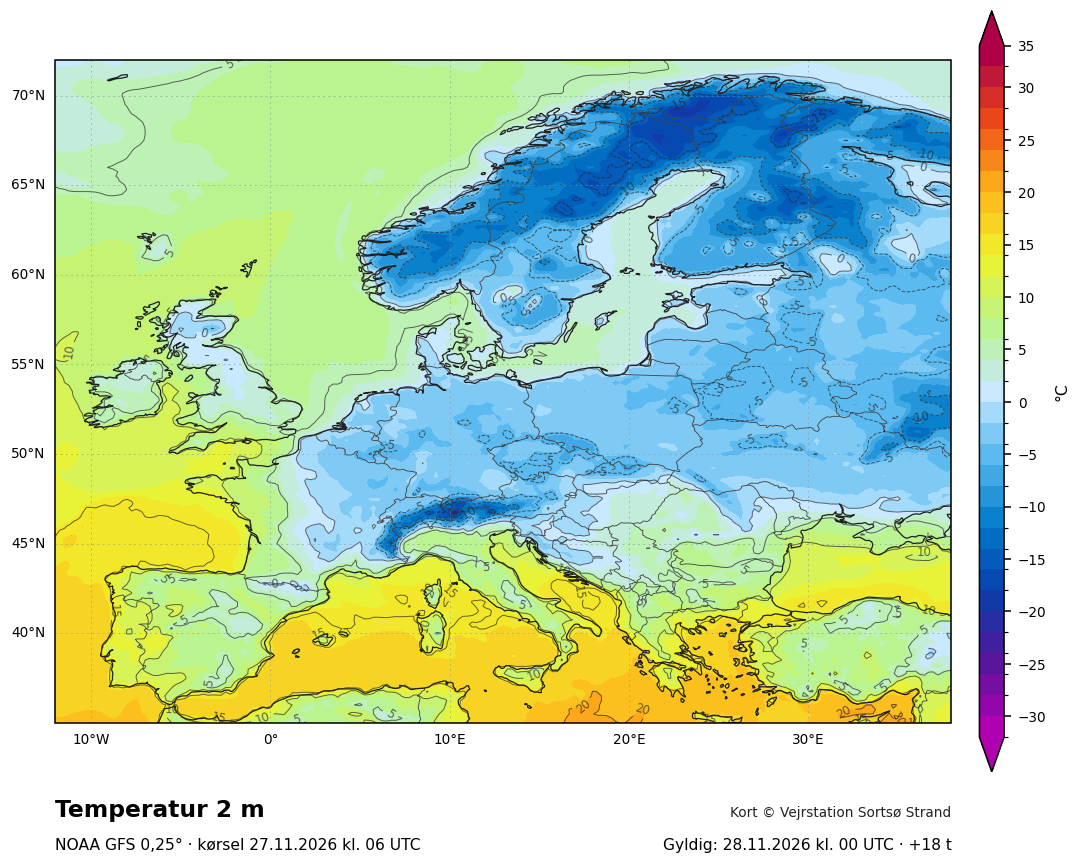 70°N
65°N
60°N
55°N
50°N
45°N
40°N
10°W
0°
10°E
20°E
30°E
35
30
25
20
15
10
5
0
−5
−10
−15
−20
−25
−30
°C
Temperatur 2 m
Kort © Vejrstation Sortsø Strand
NOAA GFS 0,25° · kørsel 27.11.2026 kl. 06 UTC
Gyldig: 28.11.2026 kl. 00 UTC · +18 t